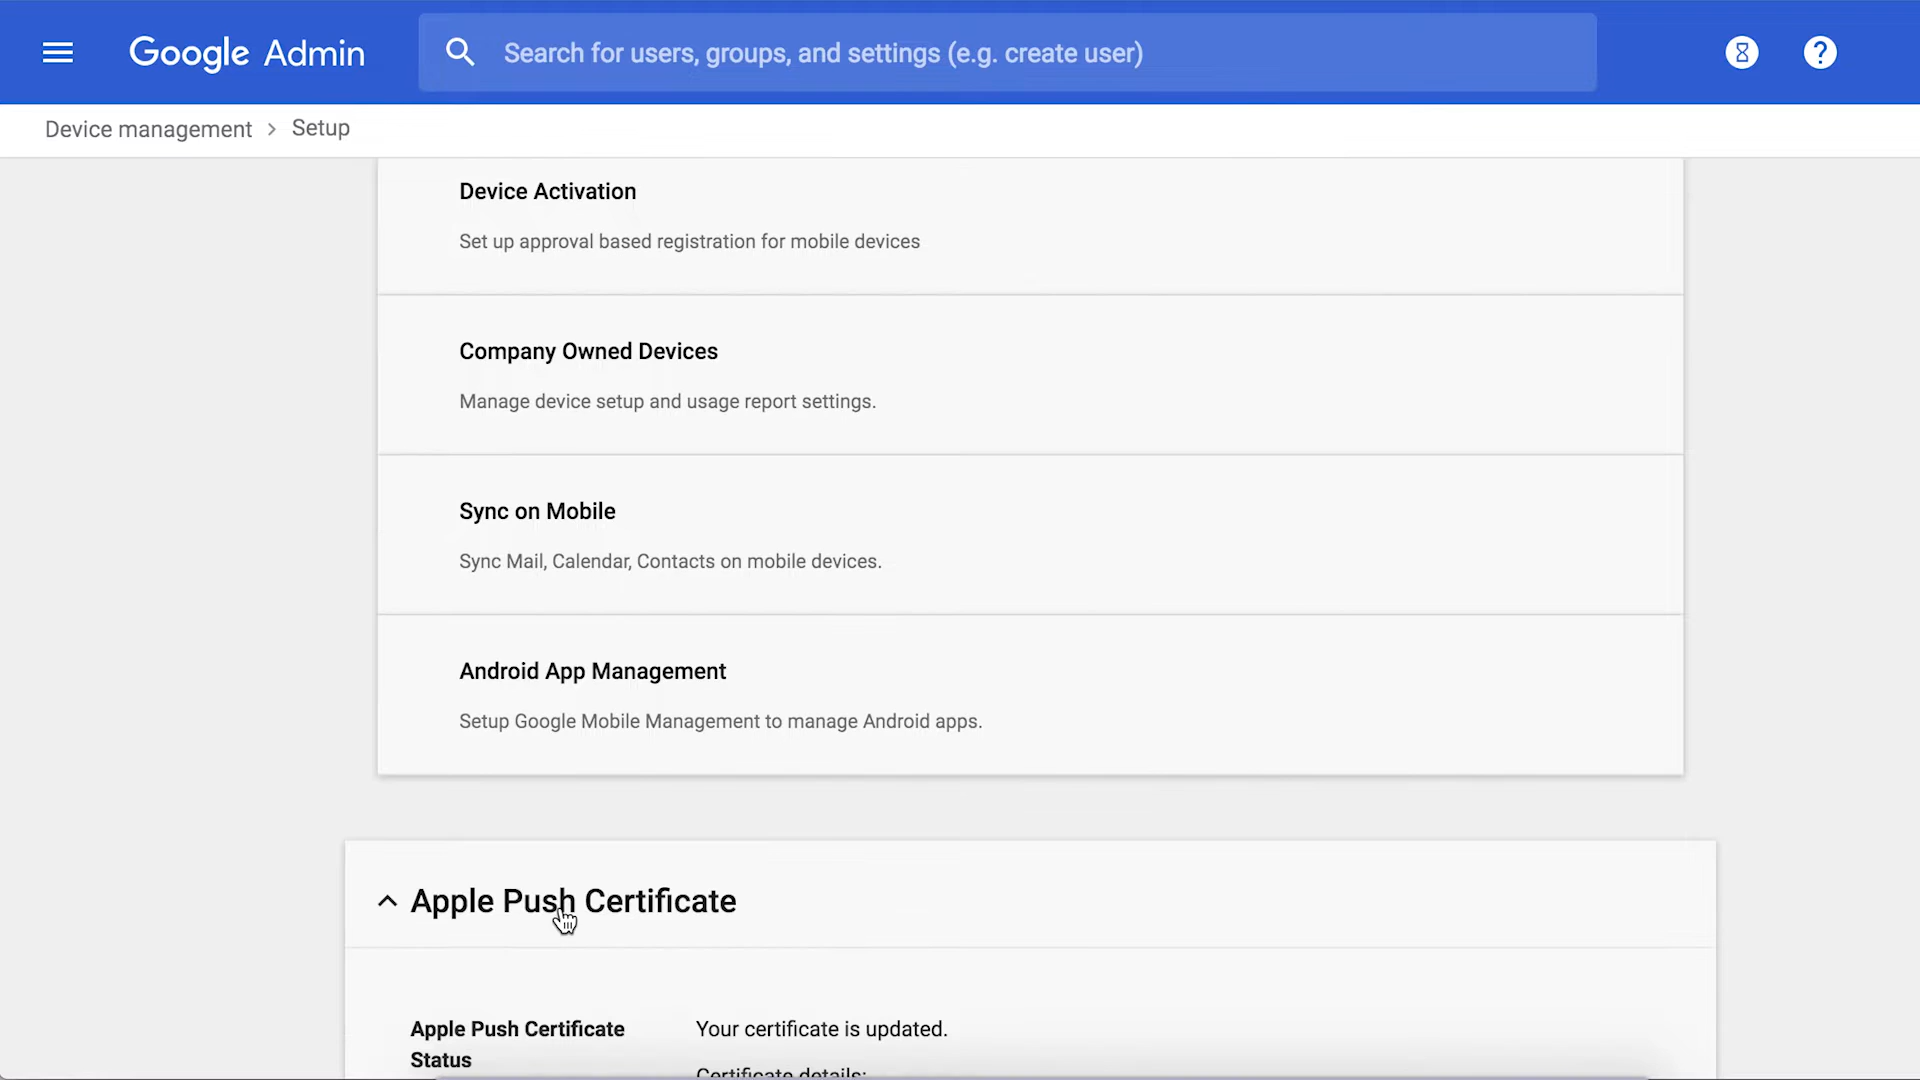 Google Admin
Search for users, groups, and settings (e.g. create user)
?
Device management > Setup
Device Activation
Set up approval based registration for mobile devices
Company Owned Devices
Manage device setup and usage report settings.
Sync on Mobile
Sync Mail, Calendar, Contacts on mobile devices.
Android App Management
Setup Google Mobile Management to manage Android apps.
Apple Push Certificate
Apple Push Certificate
Status
Your certificate is updated.
Certificate details: